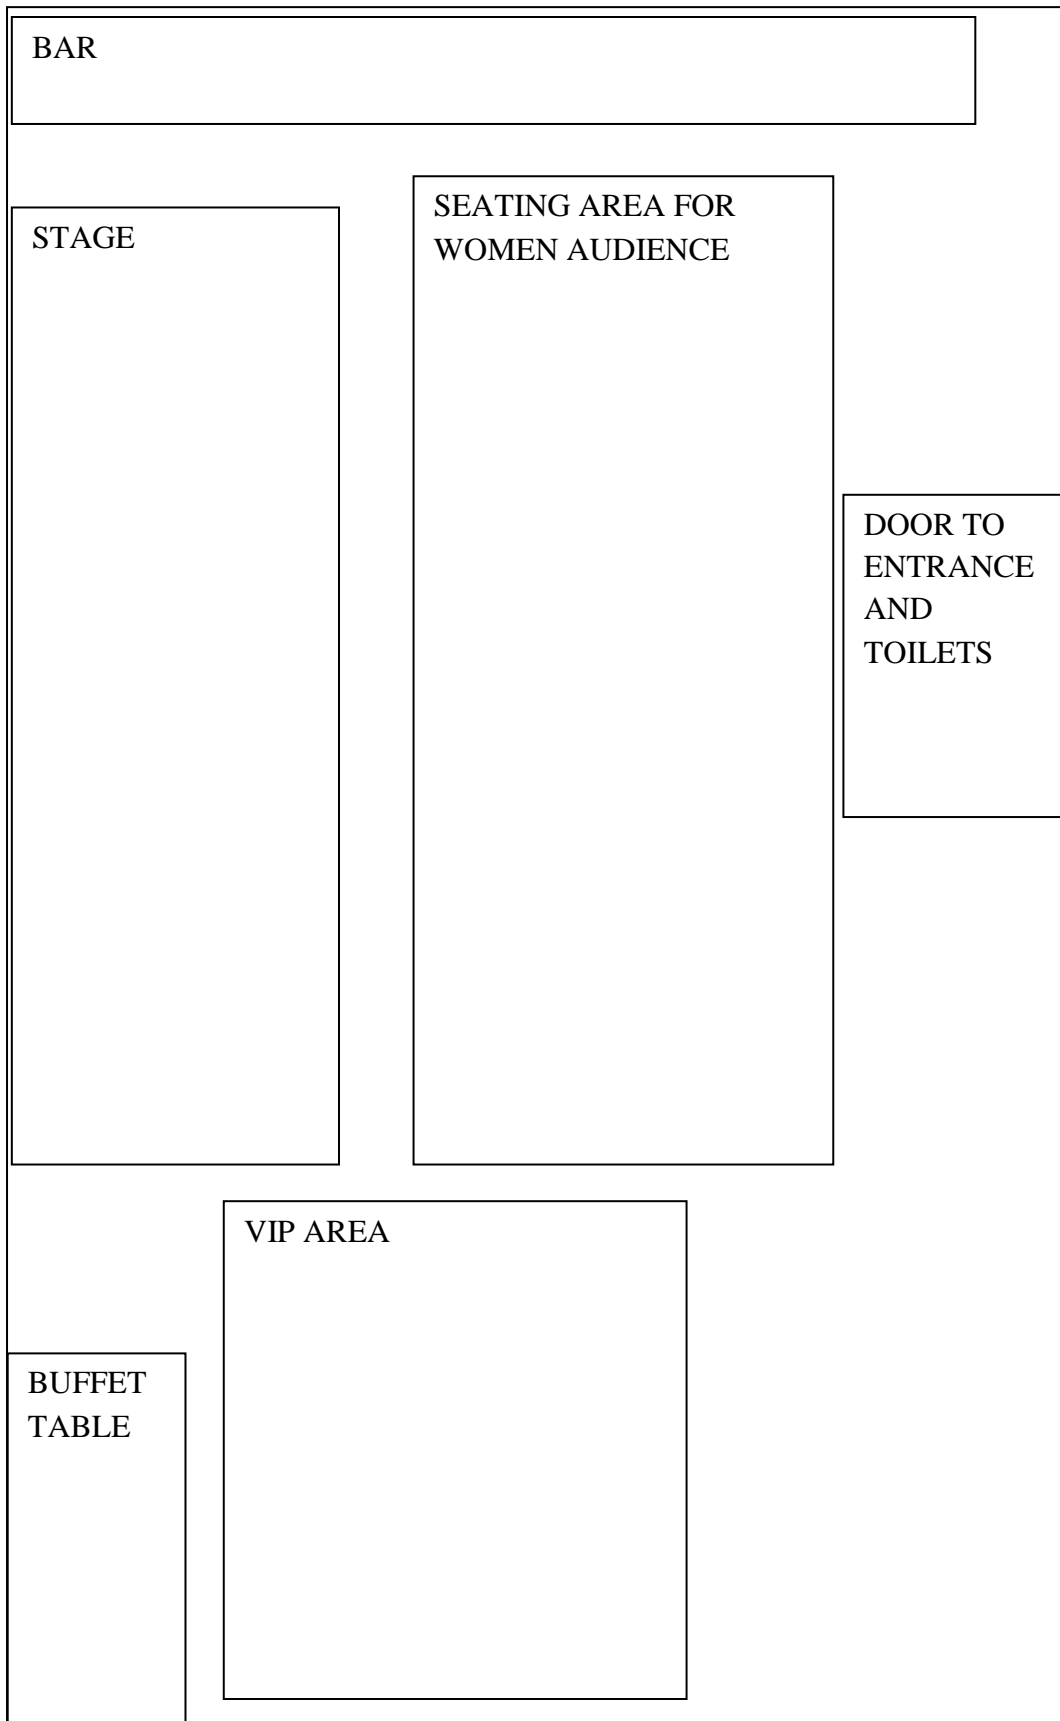 BAR
STAGE
SEATING AREA FOR
WOMEN AUDIENCE
DOOR TO
ENTRANCE
AND
TOILETS
VIP AREA
BUFFET
TABLE